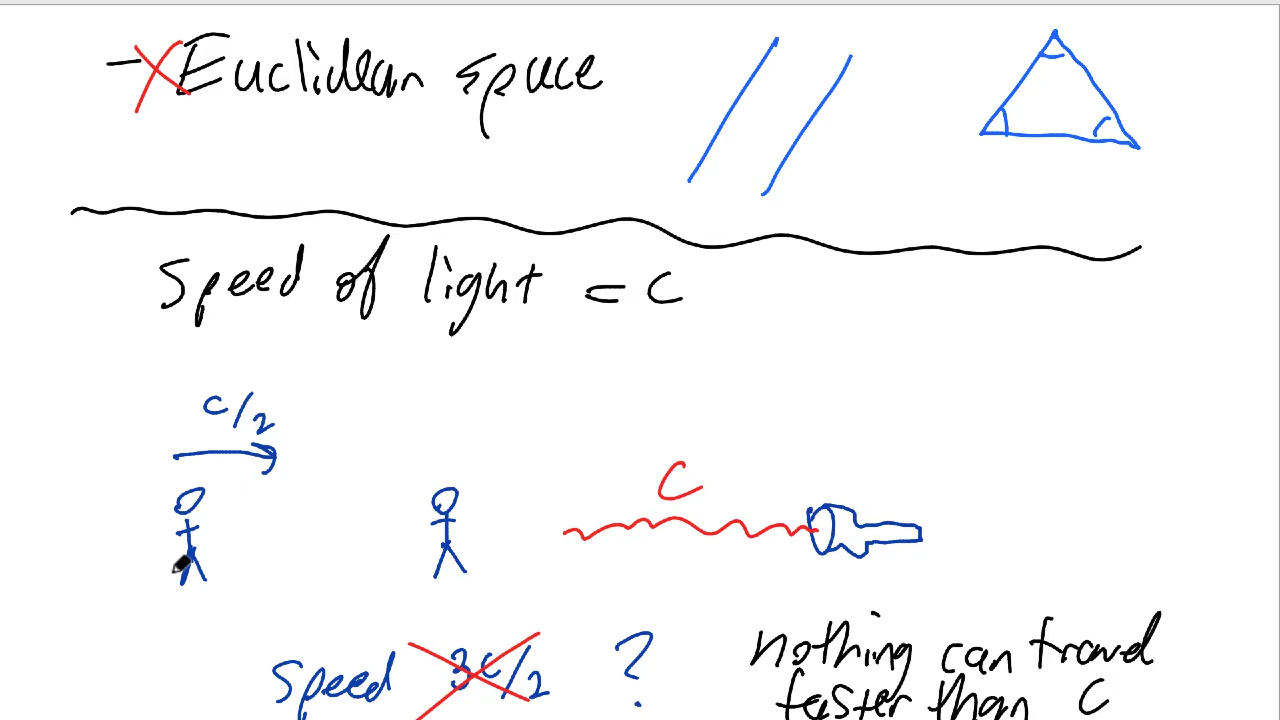 - Euclidean space
Speed of light = c
c/2
C
speed 3c/2 ?
nothing can travel
faster than C